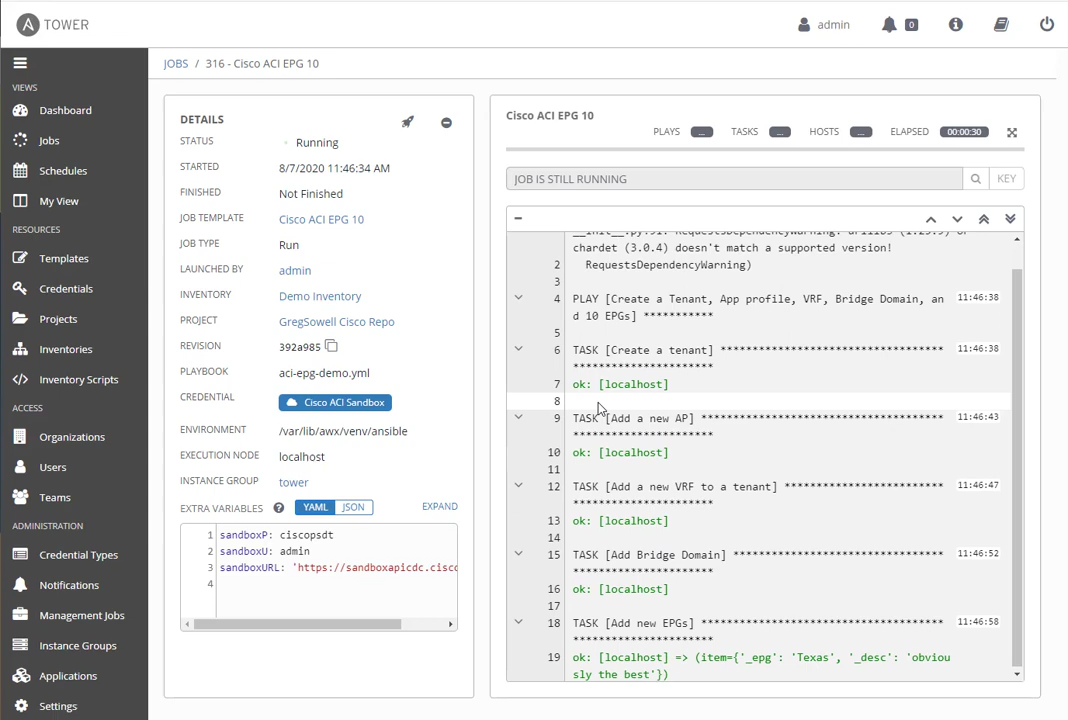 TOWER
admin
0
JOBS / 316 - Cisco ACI EPG 10
VIEWS
Dashboard
Jobs
Schedules
My View
RESOURCES
Templates
Credentials
Projects
Inventories
Inventory Scripts
ACCESS
Organizations
Users
Teams
ADMINISTRATION
Credential Types
Notifications
Management Jobs
Instance Groups
Applications
Settings
DETAILS
STATUS Running
STARTED 8/7/2020 11:46:34 AM
FINISHED Not Finished
JOB TEMPLATE Cisco ACI EPG 10
JOB TYPE Run
LAUNCHED BY admin
INVENTORY Demo Inventory
PROJECT GregSowell Cisco Repo
REVISION 392a985
PLAYBOOK aci-epg-demo.yml
CREDENTIAL Cisco ACI Sandbox
ENVIRONMENT /var/lib/awx/venv/ansible
EXECUTION NODE localhost
INSTANCE GROUP tower
EXTRA VARIABLES ? YAML JSON EXPAND
1 sandboxP: ciscopsdt
2 sandboxU: admin
3 sandboxURL: 'https://sandboxapicdc.cisco
4
Cisco ACI EPG 10
PLAYS ... TASKS ... HOSTS ... ELAPSED 00:00:30
JOB IS STILL RUNNING KEY
__init__.py:91: RequestsDependencyWarning: urllib3 (1.25.9) or
chardet (3.0.4) doesn't match a supported version!
2 RequestsDependencyWarning)
3
4 PLAY [Create a Tenant, App profile, VRF, Bridge Domain, an 11:46:38
d 10 EPGs] ***********
5
6 TASK [Create a tenant] *********************************** 11:46:38
**********************
7 ok: [localhost]
8
9 TASK [Add a new AP] ************************************** 11:46:43
**********************
10 ok: [localhost]
11
12 TASK [Add a new VRF to a tenant] ************************* 11:46:47
**********************
13 ok: [localhost]
14
15 TASK [Add Bridge Domain] ********************************* 11:46:52
**********************
16 ok: [localhost]
17
18 TASK [Add new EPGs] ************************************** 11:46:58
**********************
19 ok: [localhost] => (item={'_epg': 'Texas', '_desc': 'obviou
sly the best'})